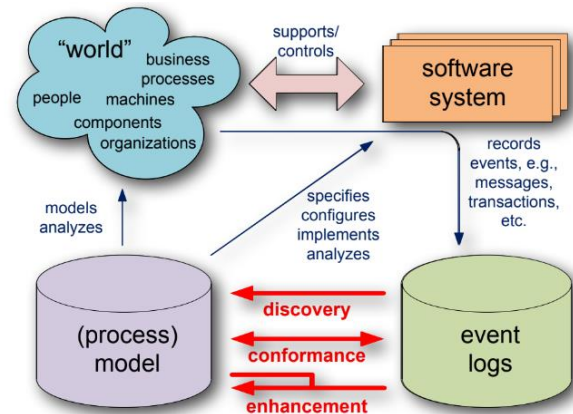 “world”
business
processes
people
machines
components
organizations
supports/
controls
software
system
records
events, e.g.,
messages,
transactions,
etc.
models
analyzes
specifies
configures
implements
analyzes
(process)
model
discovery
conformance
enhancement
event
logs